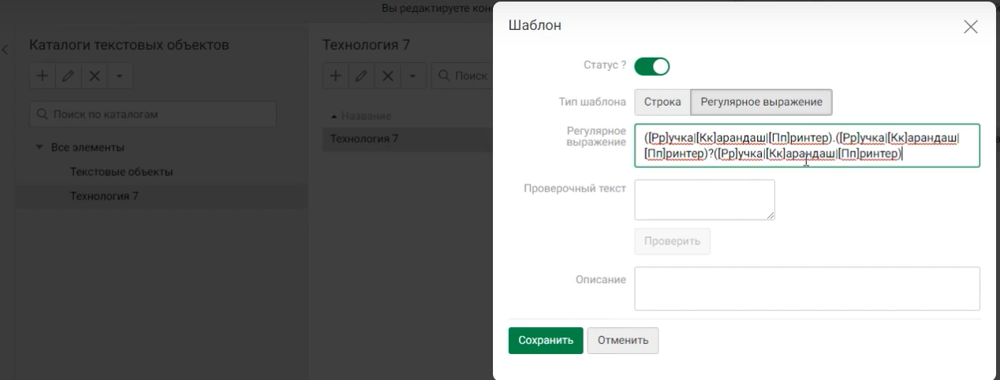 Вы редактируете кон
Каталоги текстовых объектов
Поиск по каталогам
Все элементы
Текстовые объекты
Технология 7
Технология 7
Поиск
Название
Технология 7
Шаблон
Статус ?
Тип шаблона
Строка
Регулярное выражение
Регулярное
выражение
([Рр]учка|[Кк]арандаш|[Пп]ринтер).([Рр]учка|[Кк]арандаш|
[Пп]ринтер)?([Рр]учка|[Кк]арандаш|[Пп]ринтер)
Проверочный текст
Проверить
Описание
Сохранить
Отменить